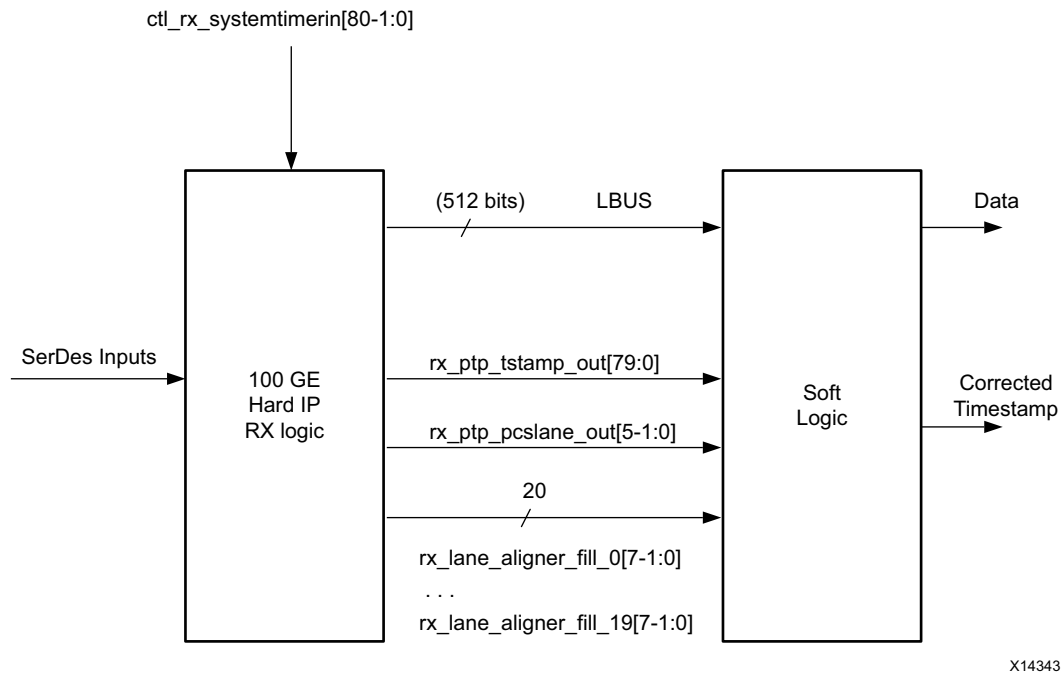 ctl_rx_systemtimerin[80-1:0]
(512 bits) LBUS
Data
SerDes Inputs
100 GE
Hard IP
RX logic
rx_ptp_tstamp_out[79:0]
rx_ptp_pcslane_out[5-1:0]
20
rx_lane_aligner_fill_0[7-1:0]
. . .
rx_lane_aligner_fill_19[7-1:0]
Soft
Logic
Corrected
Timestamp
X14343